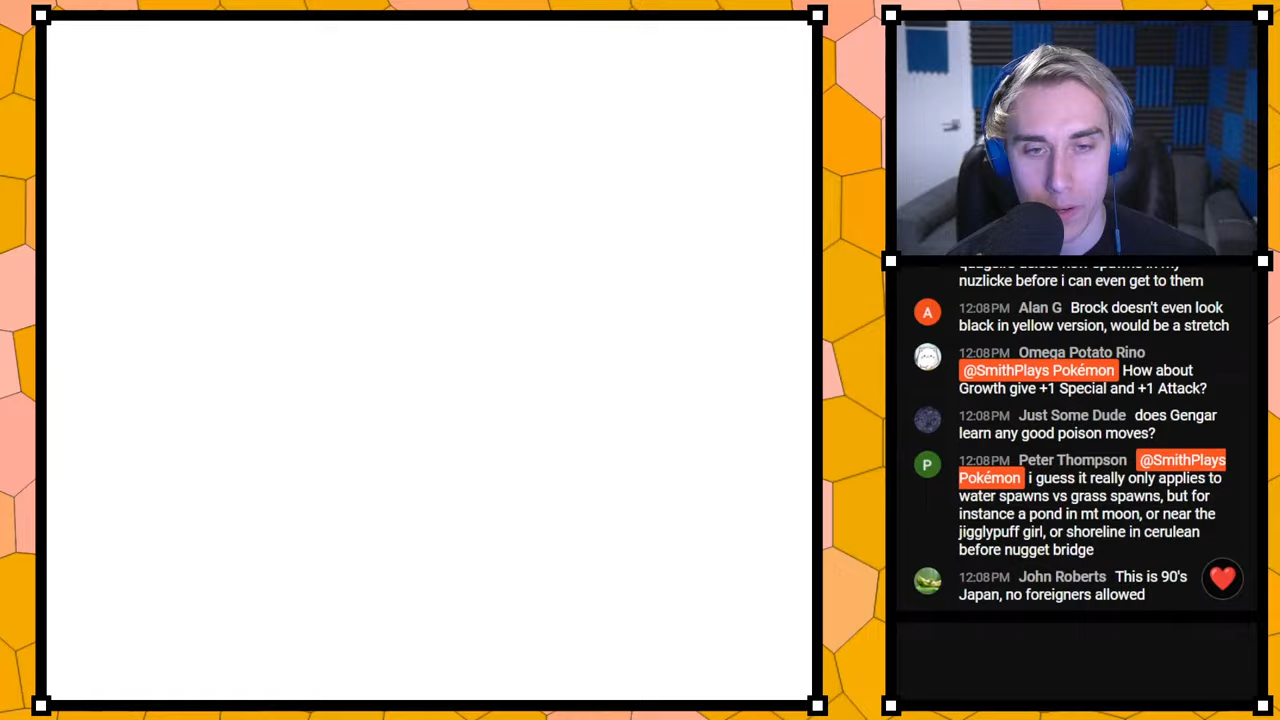 nuzlicke before i can even get to them
A 12:08PM Alan G Brock doesn't even look
black in yellow version, would be a stretch
12:08PM Omega Potato Rino
@SmithPlays Pokémon How about
Growth give +1 Special and +1 Attack?
12:08PM Just Some Dude does Gengar
learn any good poison moves?
P 12:08PM Peter Thompson @SmithPlays
Pokémon i guess it really only applies to
water spawns vs grass spawns, but for
instance a pond in mt moon, or near the
jigglypuff girl, or shoreline in cerulean
before nugget bridge
12:08PM John Roberts This is 90's
Japan, no foreigners allowed